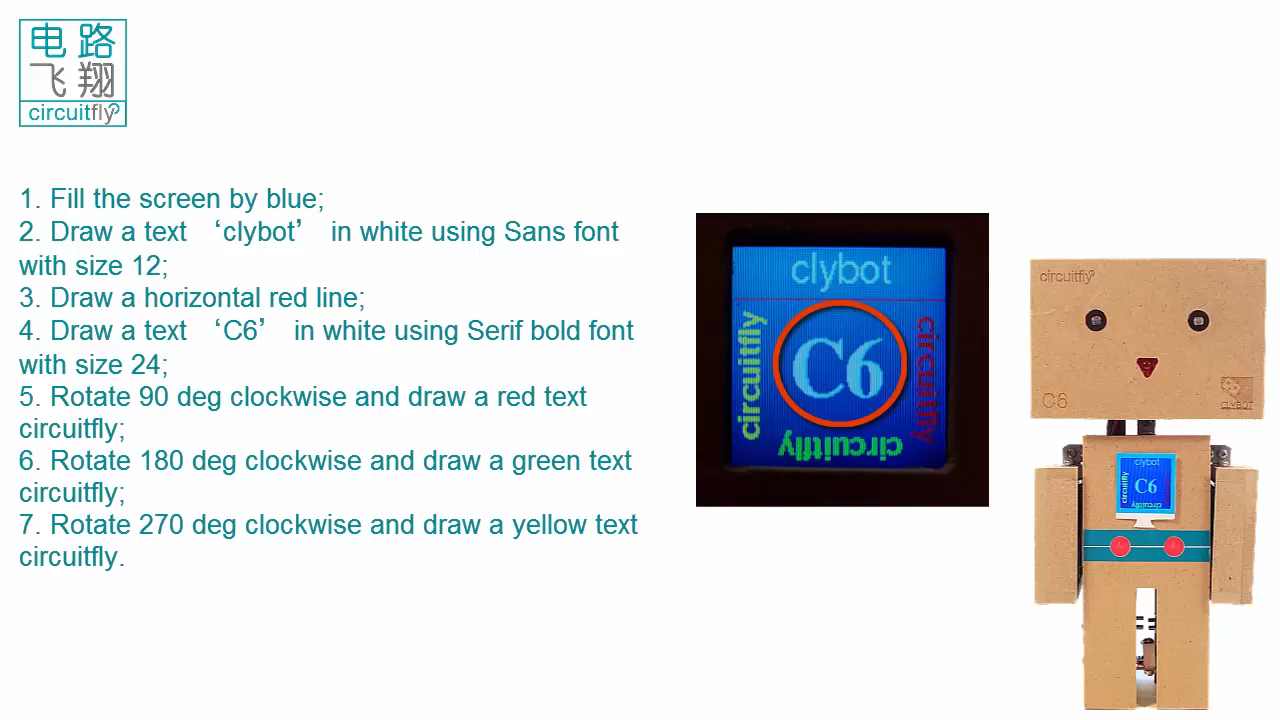 电路
飞翔
circuitfly
1. Fill the screen by blue;
2. Draw a text ‘clybot’ in white using Sans font
with size 12;
3. Draw a horizontal red line;
4. Draw a text ‘C6’ in white using Serif bold font
with size 24;
5. Rotate 90 deg clockwise and draw a red text
circuitfly;
6. Rotate 180 deg clockwise and draw a green text
circuitfly;
7. Rotate 270 deg clockwise and draw a yellow text
circuitfly.
clybot
circuitfly
C6
circuitfly
circuitfly
circuitfly
C6
CLYBOT
clybot
circuitfly
C6
circuitfly